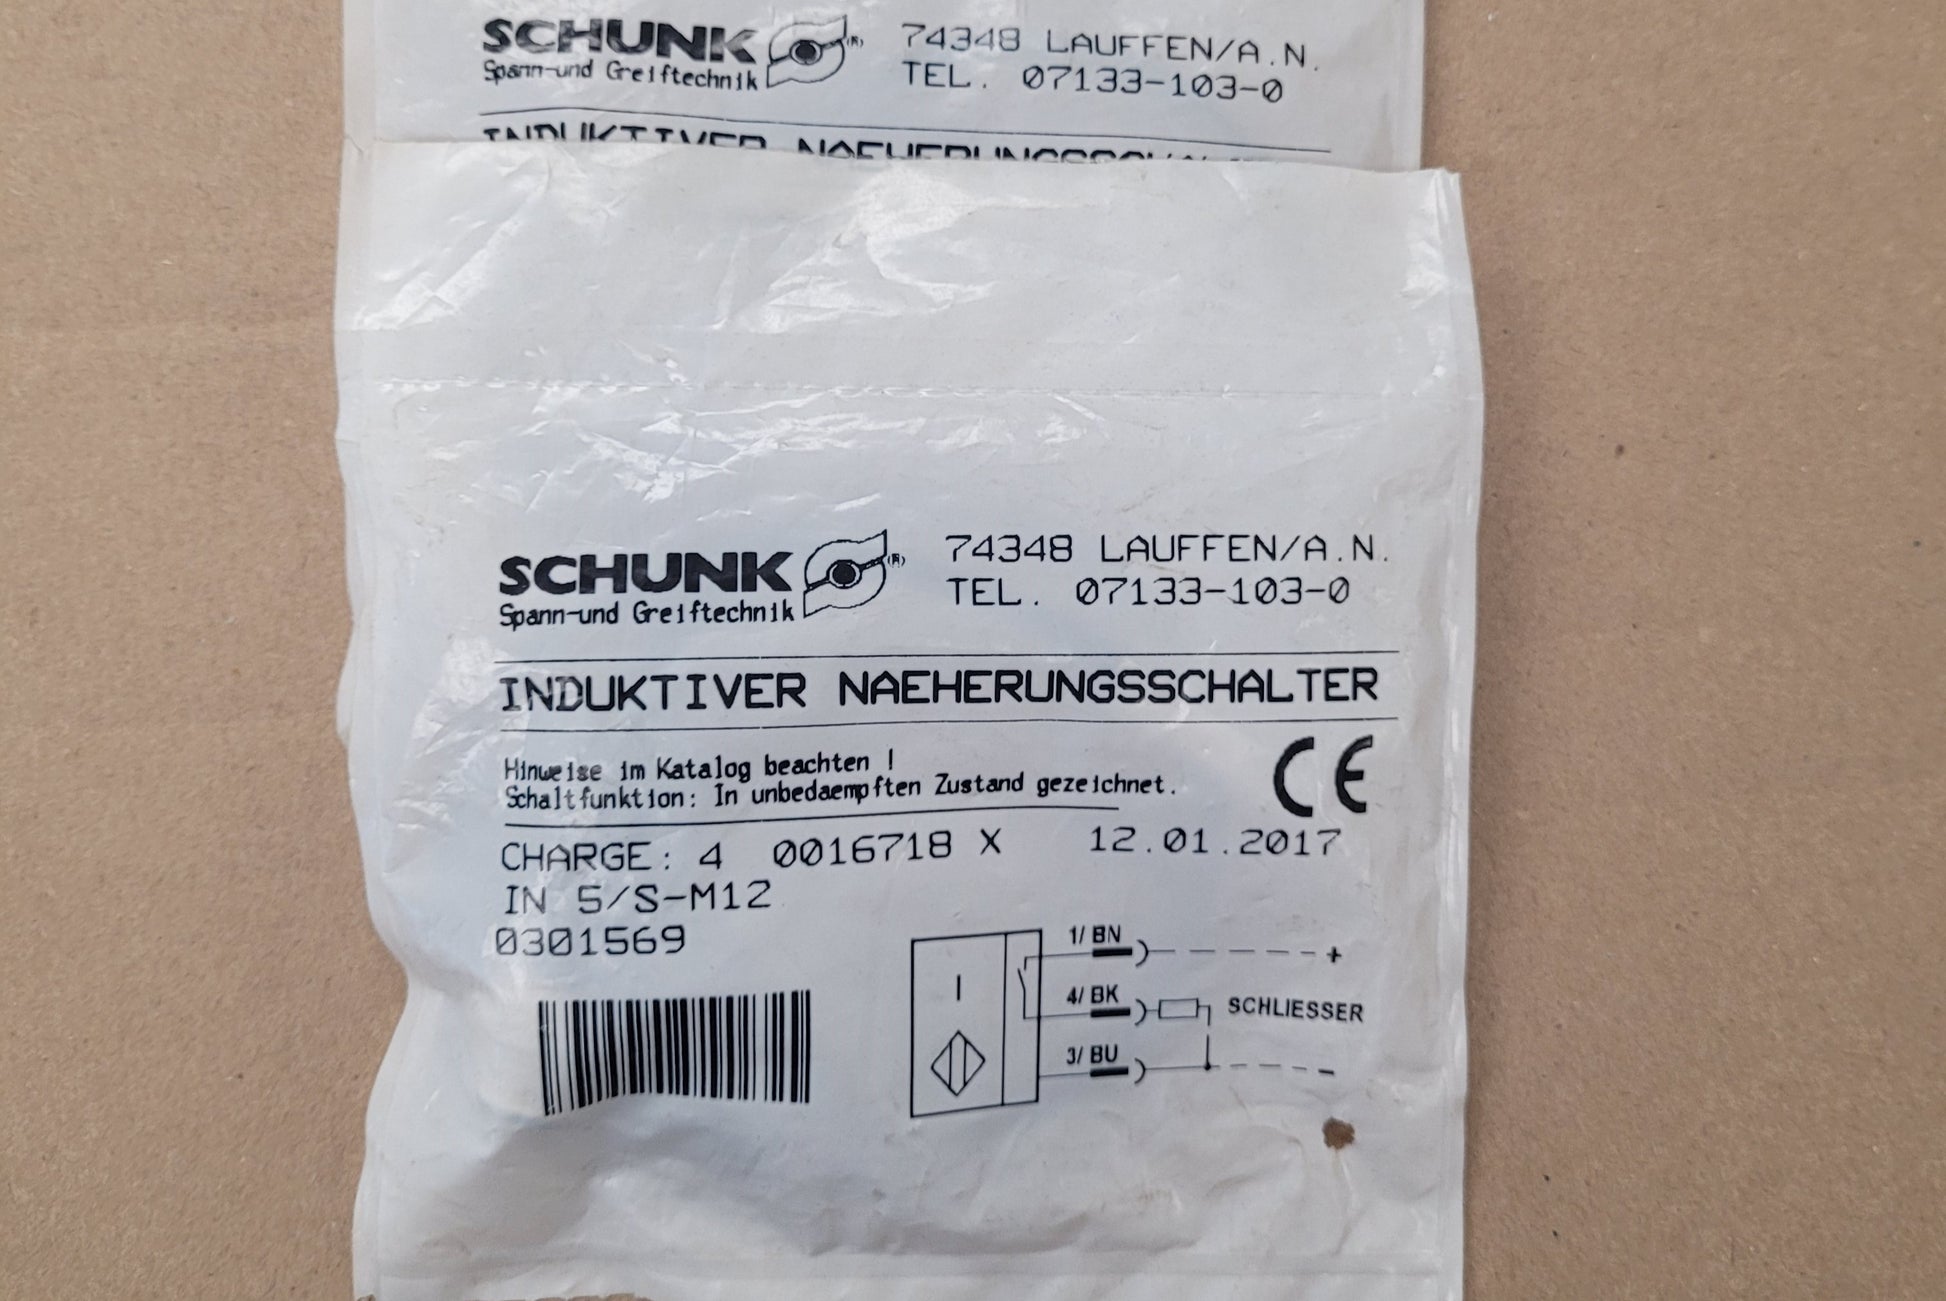 SCHUNK (R) 74348 LAUFFEN/A.N.
Spann-und Greiftechnik TEL. 07133-103-0
INDUKTIVER
SCHUNK (R) 74348 LAUFFEN/A.N.
Spann-und Greiftechnik TEL. 07133-103-0
INDUKTIVER NAEHERUNGSSCHALTER
Hinweise im Katalog beachten !
Schaltfunktion: In unbedaempften Zustand gezeichnet.
CE
CHARGE: 4 0016718 X 12.01.2017
IN 5/S-M12
0301569
1/ BN +
I
4/ BK SCHLIESSER
3/ BU -